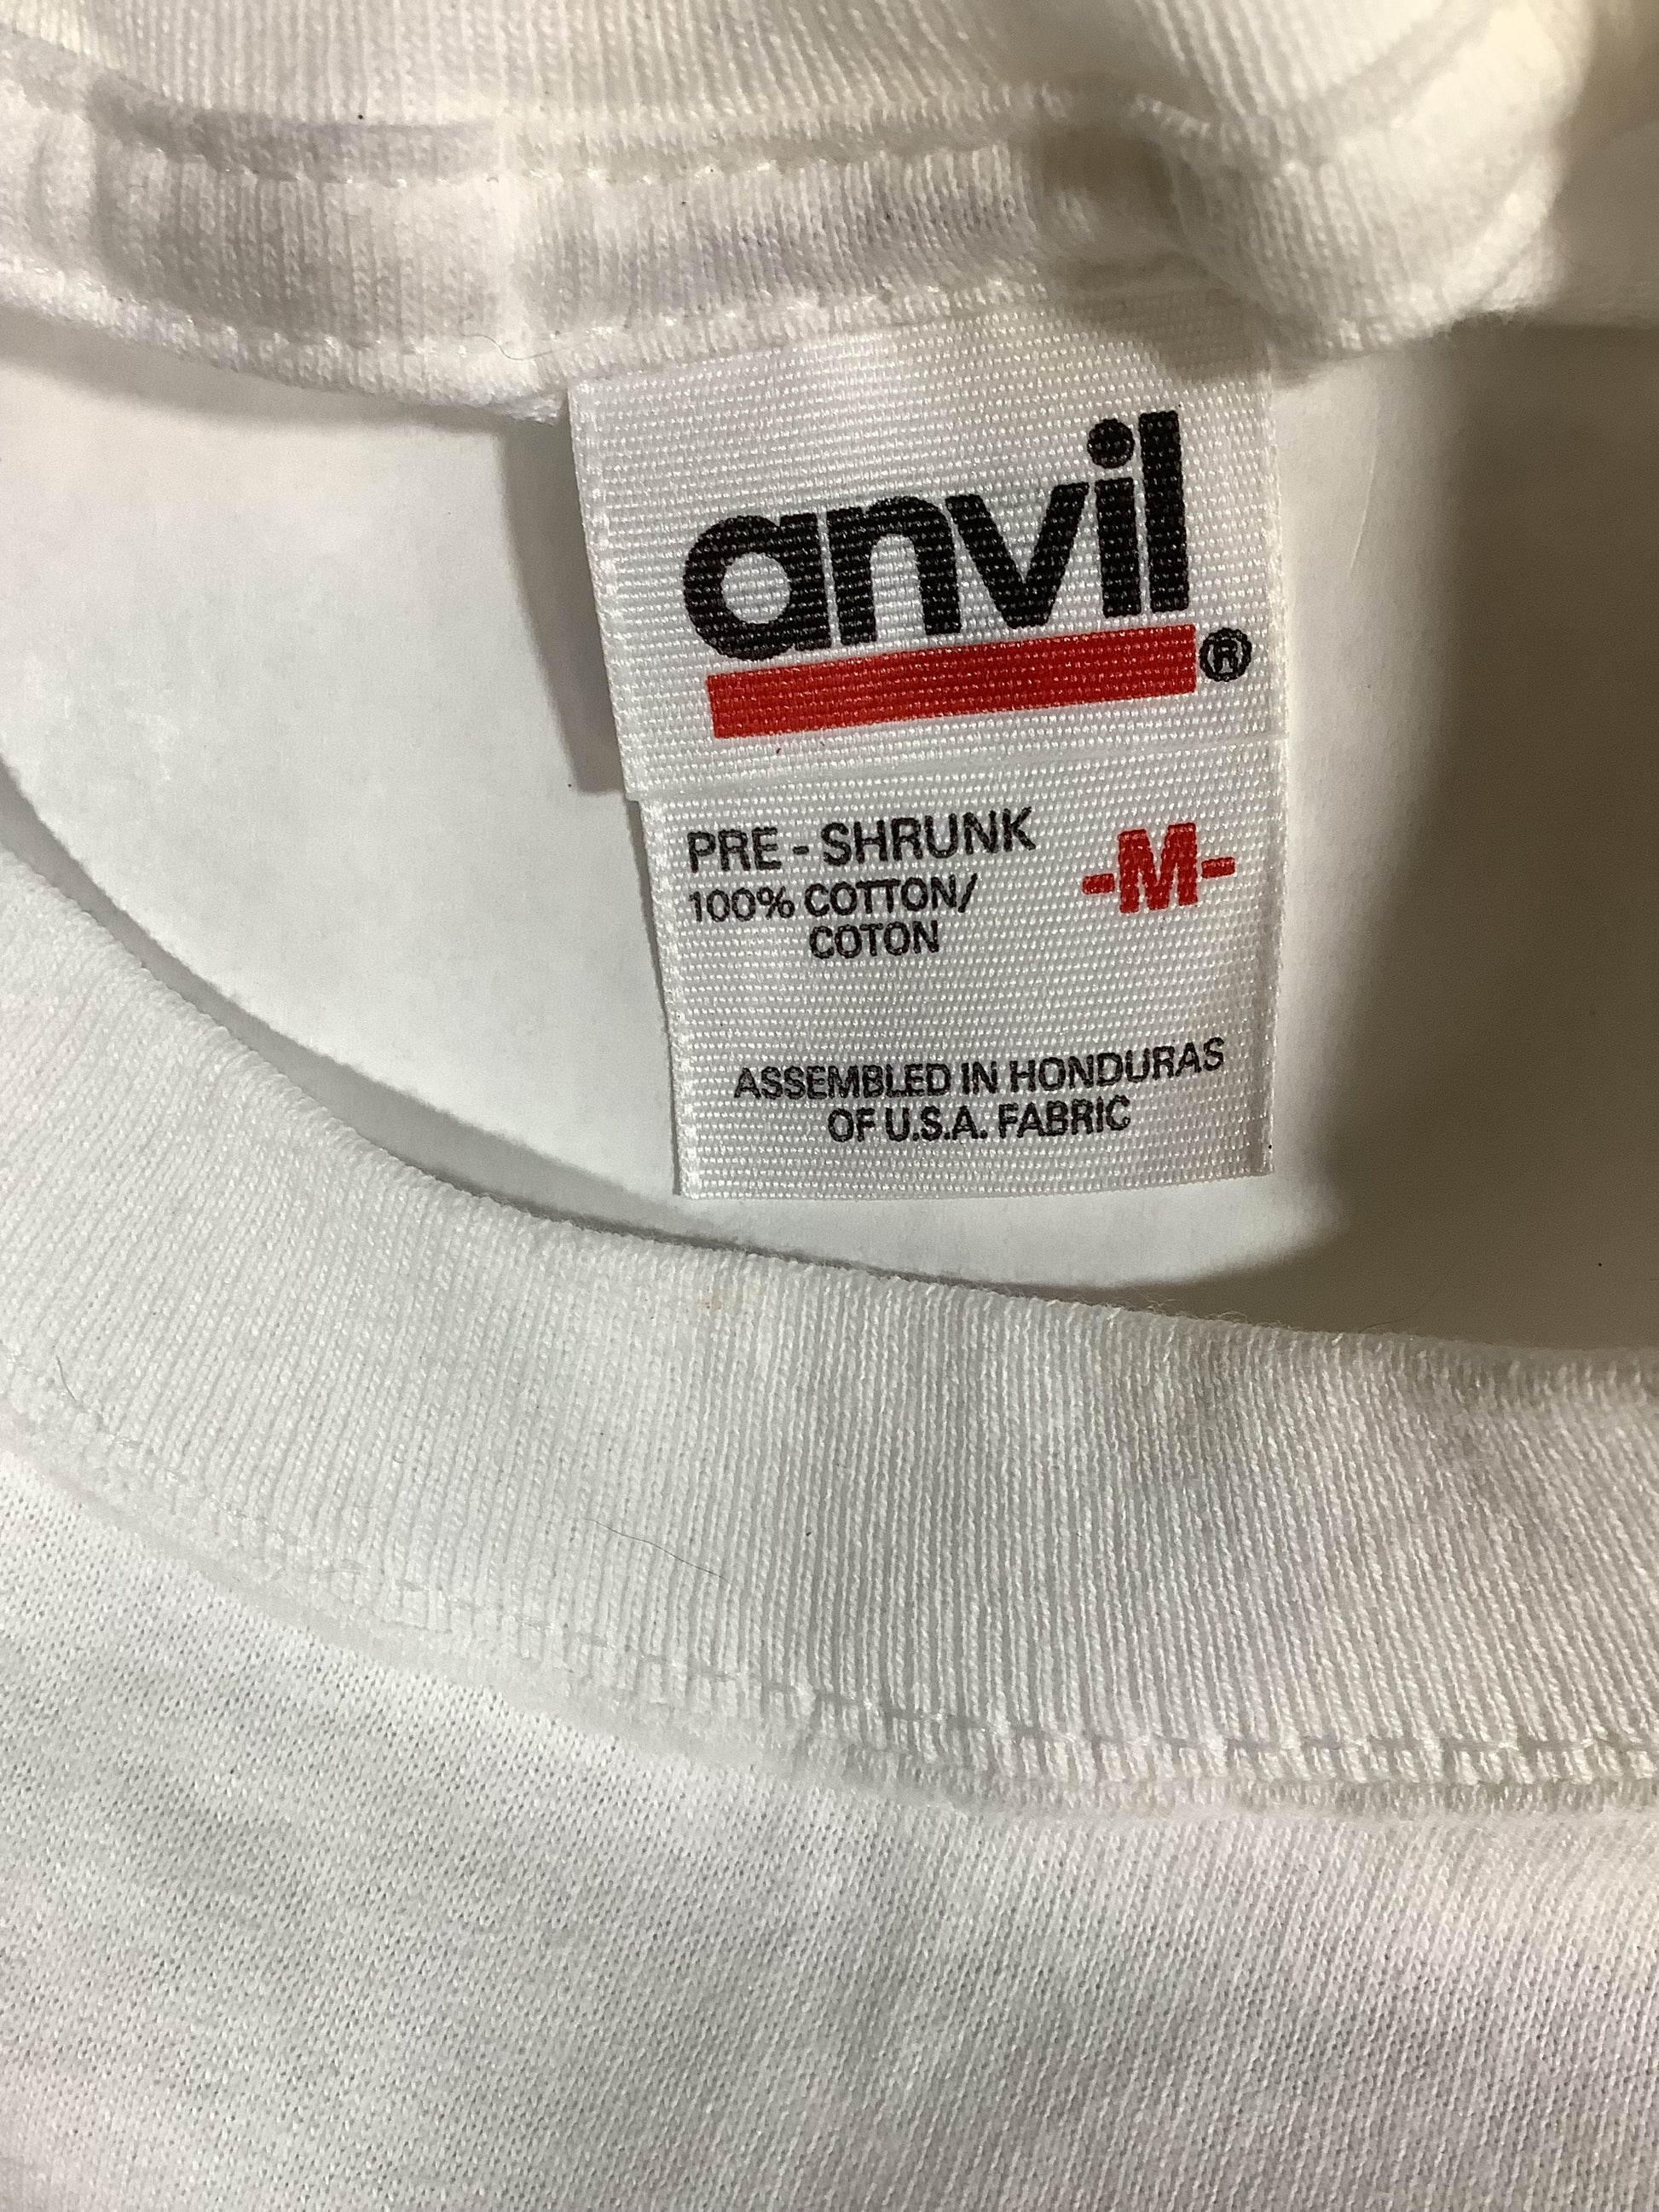 anvil®
PRE - SHRUNK -M-
100% COTTON/
COTON
ASSEMBLED IN HONDURAS
OF U.S.A. FABRIC